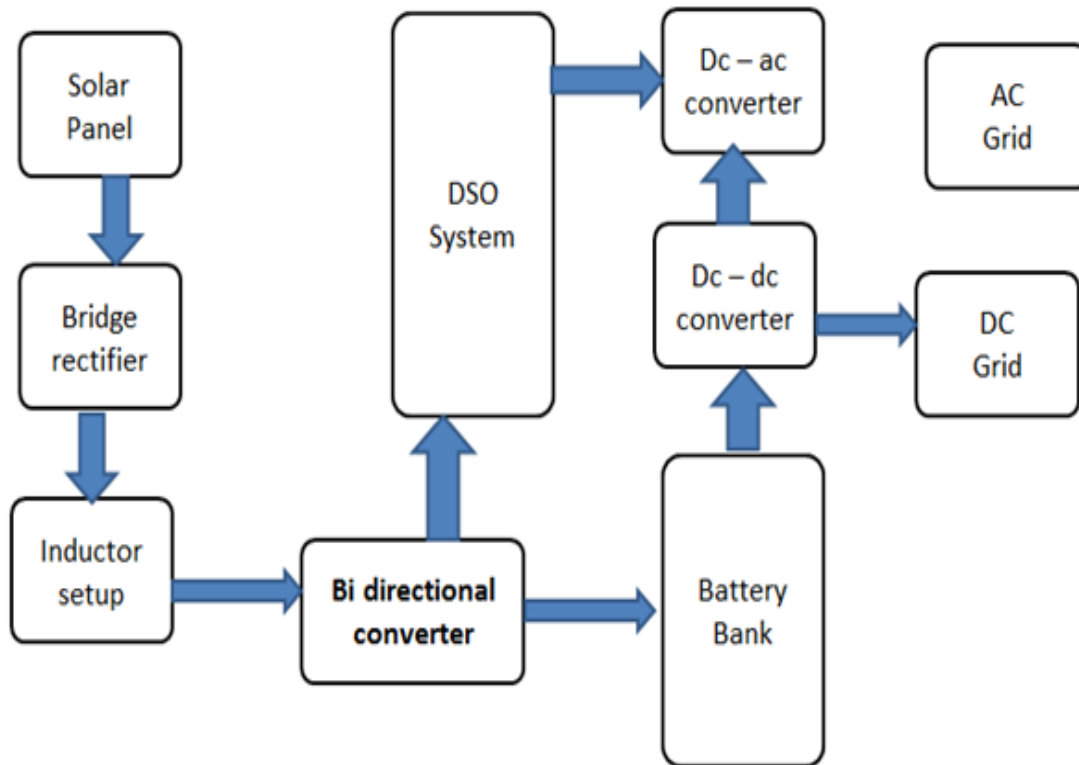 Solar
Panel
Bridge
rectifier
Inductor
setup
Bi directional
converter
DSO
System
Dc – ac
converter
Dc – dc
converter
Battery
Bank
AC
Grid
DC
Grid